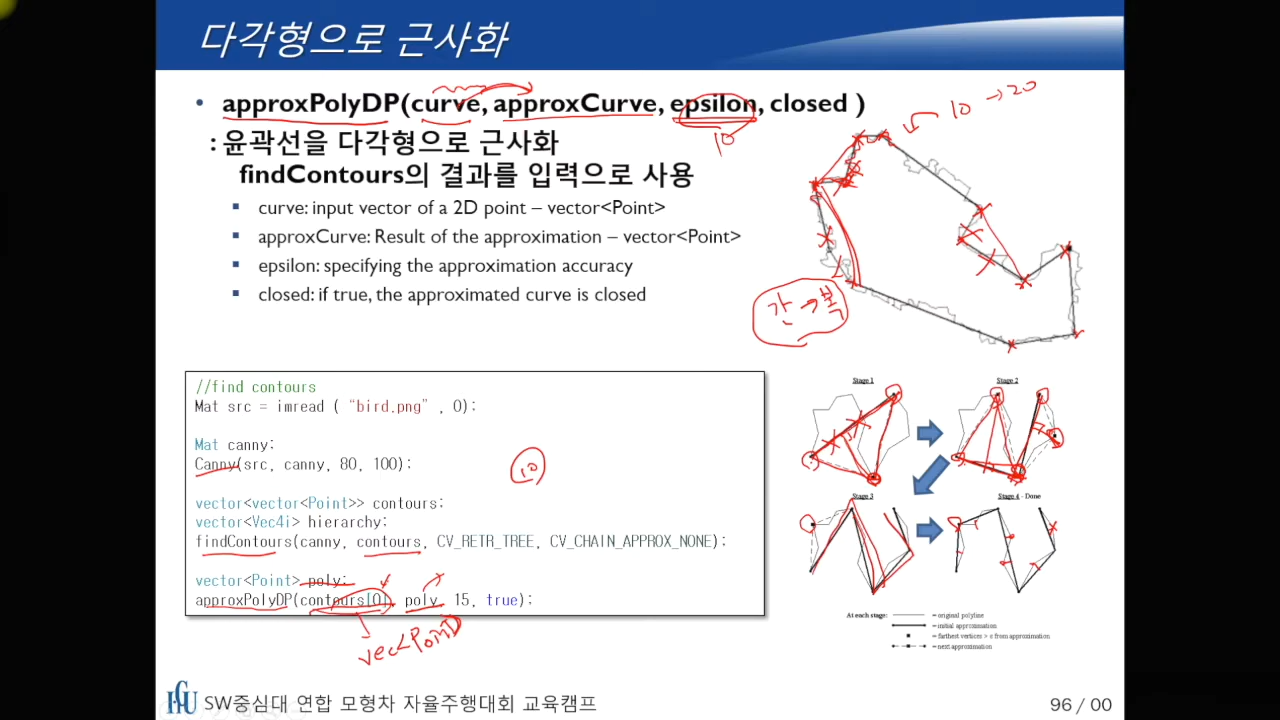 다각형으로 근사화
• approxPolyDP(curve, approxCurve, epsilon, closed )
: 윤곽선을 다각형으로 근사화
findContours의 결과를 입력으로 사용
▪ curve: input vector of a 2D point – vector<Point>
▪ approxCurve: Result of the approximation – vector<Point>
▪ epsilon: specifying the approximation accuracy
▪ closed: if true, the approximated curve is closed
10
10 → 20
간 → 복
//find contours
Mat src = imread ( “bird.png” , 0);
Mat canny;
Canny(src, canny, 80, 100);
10
vector<vector<Point>> contours;
vector<Vec4i> hierarchy;
findContours(canny, contours, CV_RETR_TREE, CV_CHAIN_APPROX_NONE);
vector<Point> poly;
approxPolyDP(contours[0], poly, 15, true);
vec<Point>
Stage 1
Stage 2
Stage 3
Stage 4 - Done
At each stage:
= original polyline
= initial approximation
= farthest vertices > ε from approximation
= next approximation
HGU SW중심대 연합 모형차 자율주행대회 교육캠프
96 / 00